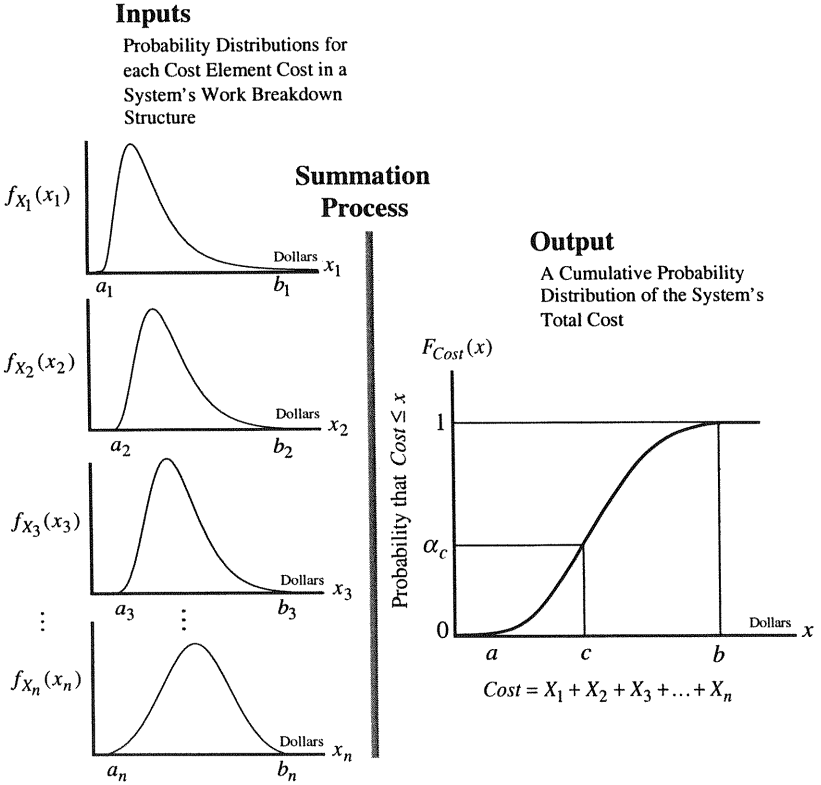 Inputs
Probability Distributions for
each Cost Element Cost in a
System's Work Breakdown
Structure
f_{X_1}(x_1)
Dollars
x_1
a_1
b_1
f_{X_2}(x_2)
Dollars
x_2
a_2
b_2
f_{X_3}(x_3)
Dollars
x_3
a_3
b_3
⋮
⋮
f_{X_n}(x_n)
Dollars
x_n
a_n
b_n
Summation
Process
Output
A Cumulative Probability
Distribution of the System's
Total Cost
F_{Cost}(x)
Probability that Cost ≤ x
1
α_c
0
Dollars
x
a
c
b
Cost = X_1 + X_2 + X_3 +...+ X_n